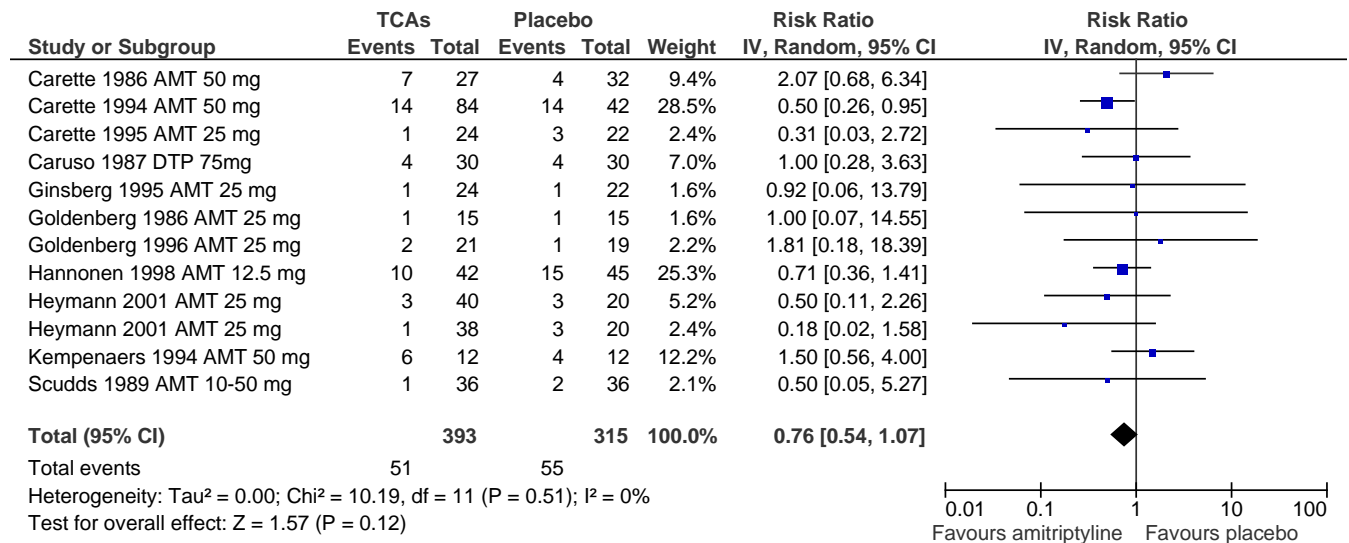 TCAs Placebo Risk Ratio Risk Ratio
Study or Subgroup Events Total Events Total Weight IV, Random, 95% CI IV, Random, 95% CI
Carette 1986 AMT 50 mg 7 27 4 32 9.4% 2.07 [0.68, 6.34]
Carette 1994 AMT 50 mg 14 84 14 42 28.5% 0.50 [0.26, 0.95]
Carette 1995 AMT 25 mg 1 24 3 22 2.4% 0.31 [0.03, 2.72]
Caruso 1987 DTP 75mg 4 30 4 30 7.0% 1.00 [0.28, 3.63]
Ginsberg 1995 AMT 25 mg 1 24 1 22 1.6% 0.92 [0.06, 13.79]
Goldenberg 1986 AMT 25 mg 1 15 1 15 1.6% 1.00 [0.07, 14.55]
Goldenberg 1996 AMT 25 mg 2 21 1 19 2.2% 1.81 [0.18, 18.39]
Hannonen 1998 AMT 12.5 mg 10 42 15 45 25.3% 0.71 [0.36, 1.41]
Heymann 2001 AMT 25 mg 3 40 3 20 5.2% 0.50 [0.11, 2.26]
Heymann 2001 AMT 25 mg 1 38 3 20 2.4% 0.18 [0.02, 1.58]
Kempenaers 1994 AMT 50 mg 6 12 4 12 12.2% 1.50 [0.56, 4.00]
Scudds 1989 AMT 10-50 mg 1 36 2 36 2.1% 0.50 [0.05, 5.27]
Total (95% CI) 393 315 100.0% 0.76 [0.54, 1.07]
Total events 51 55
Heterogeneity: Tau² = 0.00; Chi² = 10.19, df = 11 (P = 0.51); I² = 0%
Test for overall effect: Z = 1.57 (P = 0.12)
0.01 0.1 1 10 100
Favours amitriptyline Favours placebo